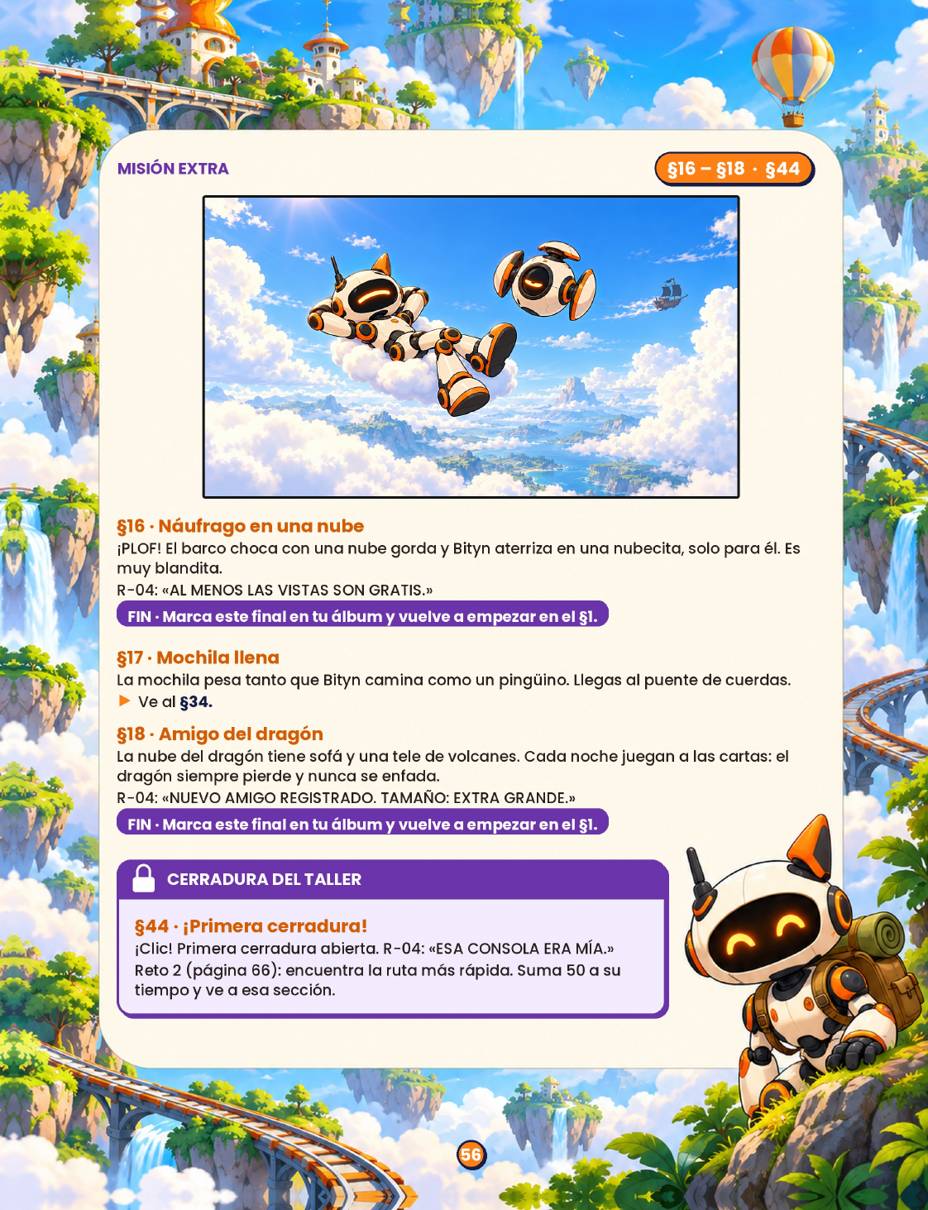 MISIÓN EXTRA
§16 – §18 · §44
§16 · Náufrago en una nube
¡PLOF! El barco choca con una nube gorda y Bityn aterriza en una nubecita, solo para él. Es
muy blandita.
R-04: «AL MENOS LAS VISTAS SON GRATIS.»
FIN · Marca este final en tu álbum y vuelve a empezar en el §1.
§17 · Mochila llena
La mochila pesa tanto que Bityn camina como un pingüino. Llegas al puente de cuerdas.
► Ve al §34.
§18 · Amigo del dragón
La nube del dragón tiene sofá y una tele de volcanes. Cada noche juegan a las cartas: el
dragón siempre pierde y nunca se enfada.
R-04: «NUEVO AMIGO REGISTRADO. TAMAÑO: EXTRA GRANDE.»
FIN · Marca este final en tu álbum y vuelve a empezar en el §1.
CERRADURA DEL TALLER
§44 · ¡Primera cerradura!
¡Clic! Primera cerradura abierta. R-04: «ESA CONSOLA ERA MÍA.»
Reto 2 (página 66): encuentra la ruta más rápida. Suma 50 a su
tiempo y ve a esa sección.
56